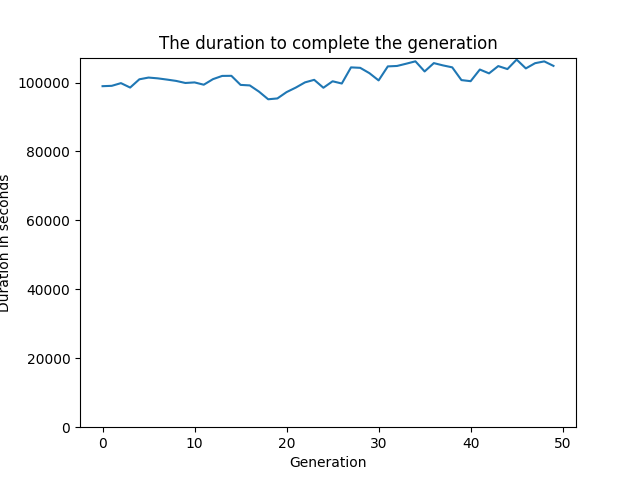 The duration to complete the generation
100000
80000
60000
40000
20000
0
Duration in seconds
0 10 20 30 40 50
Generation